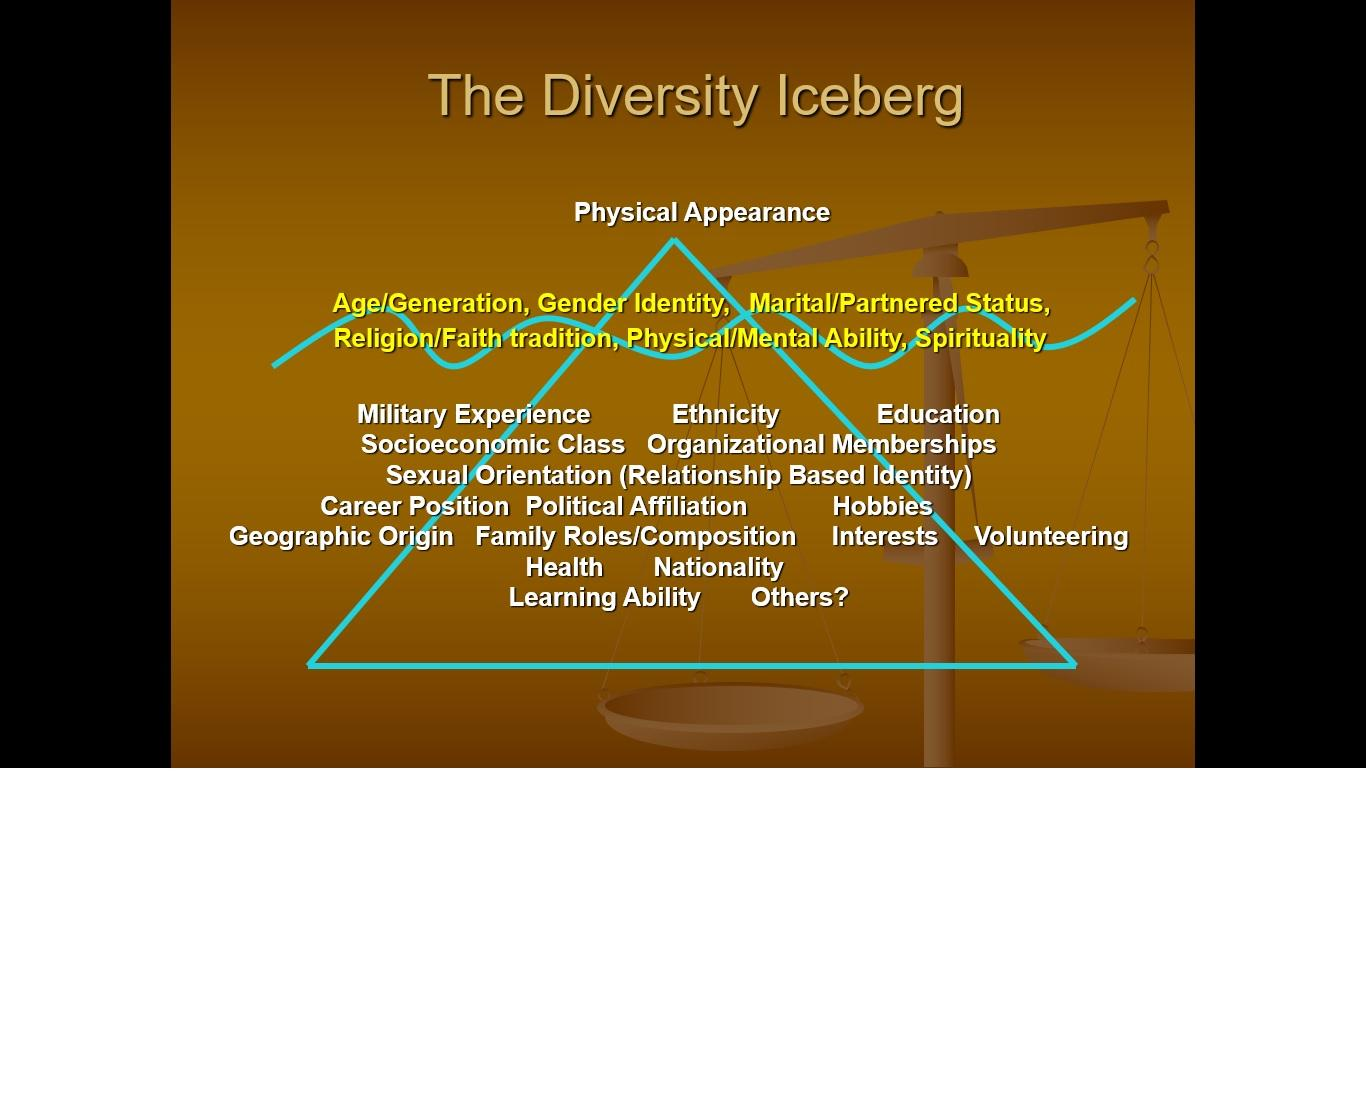 The Diversity Iceberg
Physical Appearance
Age/Generation, Gender Identity, Marital/Partnered Status,
Religion/Faith tradition, Physical/Mental Ability, Spirituality
Military Experience Ethnicity Education
Socioeconomic Class Organizational Memberships
Sexual Orientation (Relationship Based Identity)
Career Position Political Affiliation Hobbies
Geographic Origin Family Roles/Composition Interests Volunteering
Health Nationality
Learning Ability Others?